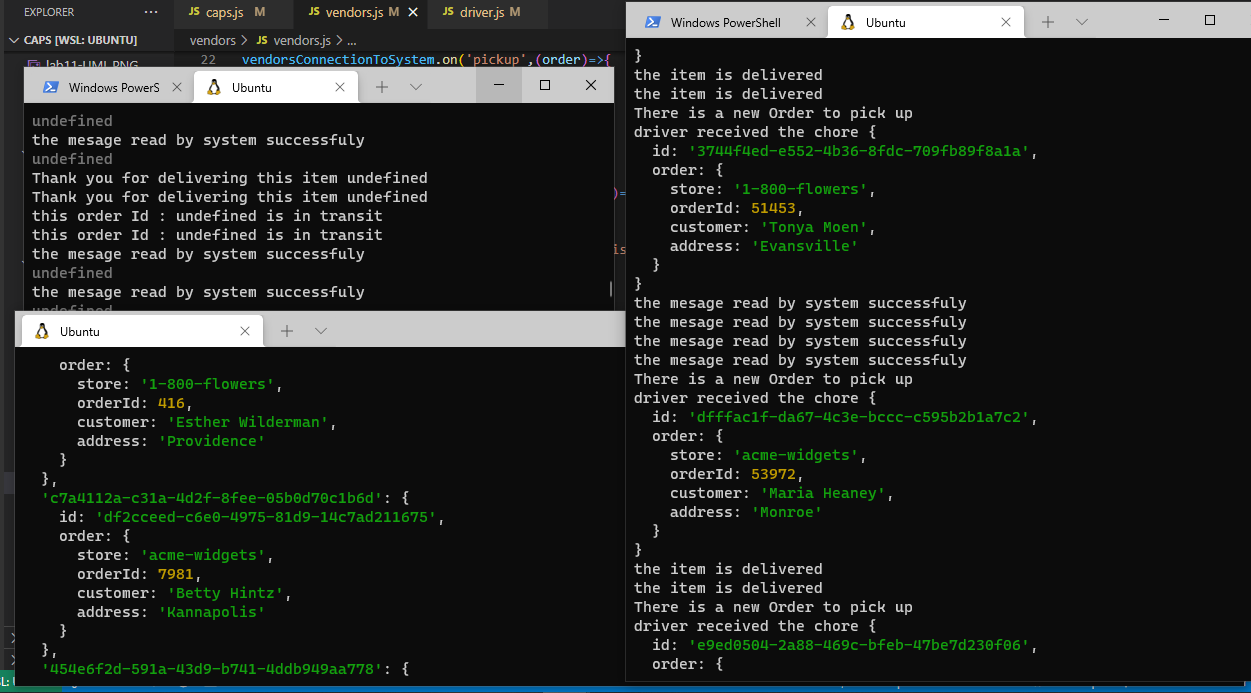 EXPLORER ...
JS caps.js M JS vendors.js M JS driver.js M
CAPS [WSL: UBUNTU]
vendors > JS vendors.js > ...
lab11-UML.PNG
22 vendorsConnectionToSystem.on('pickup',(order)=>{
Windows PowerS Ubuntu
undefined
the mesage read by system successfuly
undefined
Thank you for delivering this item undefined
Thank you for delivering this item undefined
this order Id : undefined is in transit
this order Id : undefined is in transit
the mesage read by system successfuly
undefined
the mesage read by system successfuly
undefined
)=
is
Ubuntu
order: {
store: '1-800-flowers',
orderId: 416,
customer: 'Esther Wilderman',
address: 'Providence'
}
},
'c7a4112a-c31a-4d2f-8fee-05b0d70c1b6d': {
id: 'df2cceed-c6e0-4975-81d9-14c7ad211675',
order: {
store: 'acme-widgets',
orderId: 7981,
customer: 'Betty Hintz',
address: 'Kannapolis'
}
},
'454e6f2d-591a-43d9-b741-4ddb949aa778': {
Windows PowerShell Ubuntu
}
the item is delivered
the item is delivered
There is a new Order to pick up
driver received the chore {
id: '3744f4ed-e552-4b36-8fdc-709fb89f8a1a',
order: {
store: '1-800-flowers',
orderId: 51453,
customer: 'Tonya Moen',
address: 'Evansville'
}
}
the mesage read by system successfuly
the mesage read by system successfuly
the mesage read by system successfuly
the mesage read by system successfuly
There is a new Order to pick up
driver received the chore {
id: 'dfffac1f-da67-4c3e-bccc-c595b2b1a7c2',
order: {
store: 'acme-widgets',
orderId: 53972,
customer: 'Maria Heaney',
address: 'Monroe'
}
}
the item is delivered
the item is delivered
There is a new Order to pick up
driver received the chore {
id: 'e9ed0504-2a88-469c-bfeb-47be7d230f06',
order: {